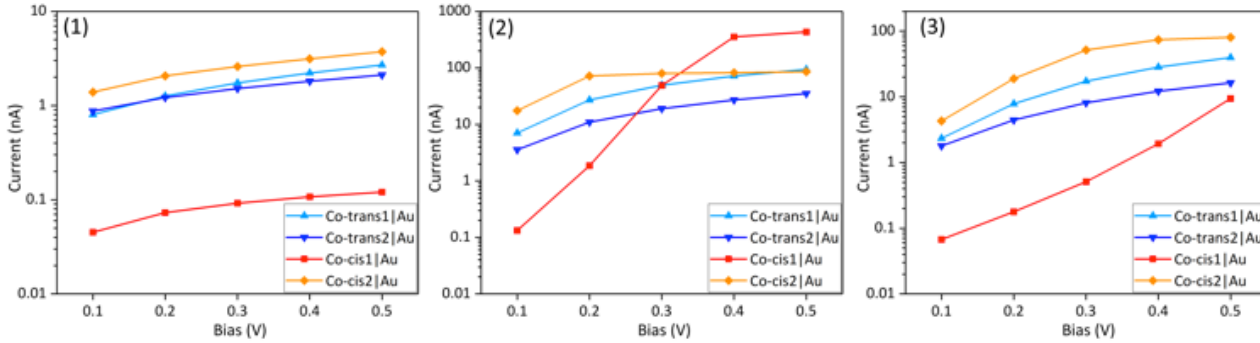 (1)
Current (nA)
10
1
0.1
0.01
0.1 0.2 0.3 0.4 0.5
Bias (V)
Co-trans1|Au
Co-trans2|Au
Co-cis1|Au
Co-cis2|Au
(2)
Current (nA)
1000
100
10
1
0.1
0.01
0.1 0.2 0.3 0.4 0.5
Bias (V)
Co-trans1|Au
Co-trans2|Au
Co-cis1|Au
Co-cis2|Au
(3)
Current (nA)
100
10
1
0.1
0.01
0.1 0.2 0.3 0.4 0.5
Bias (V)
Co-trans1|Au
Co-trans2|Au
Co-cis1|Au
Co-cis2|Au